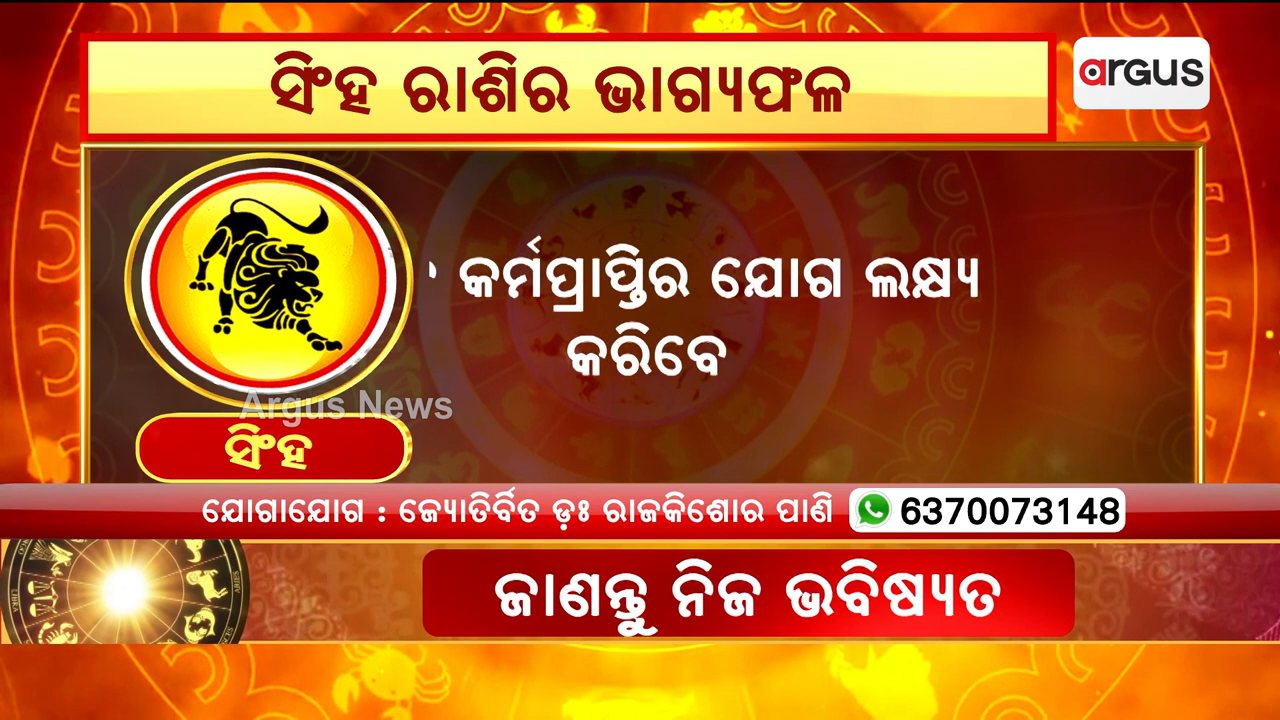 ସିଂହ ରାଶିର ଭାଗ୍ୟଫଳ
argus
କର୍ମପ୍ରାପ୍ତିର ଯୋଗ ଲକ୍ଷ୍ୟ
କରିବେ
Argus News
ସିଂହ
ଯୋଗାଯୋଗ : ଜ୍ୟୋତିର୍ବିତ ଡ଼ଃ ରାଜକିଶୋର ପାଣି 6370073148
ଜାଣନ୍ତୁ ନିଜ ଭବିଷ୍ୟତ